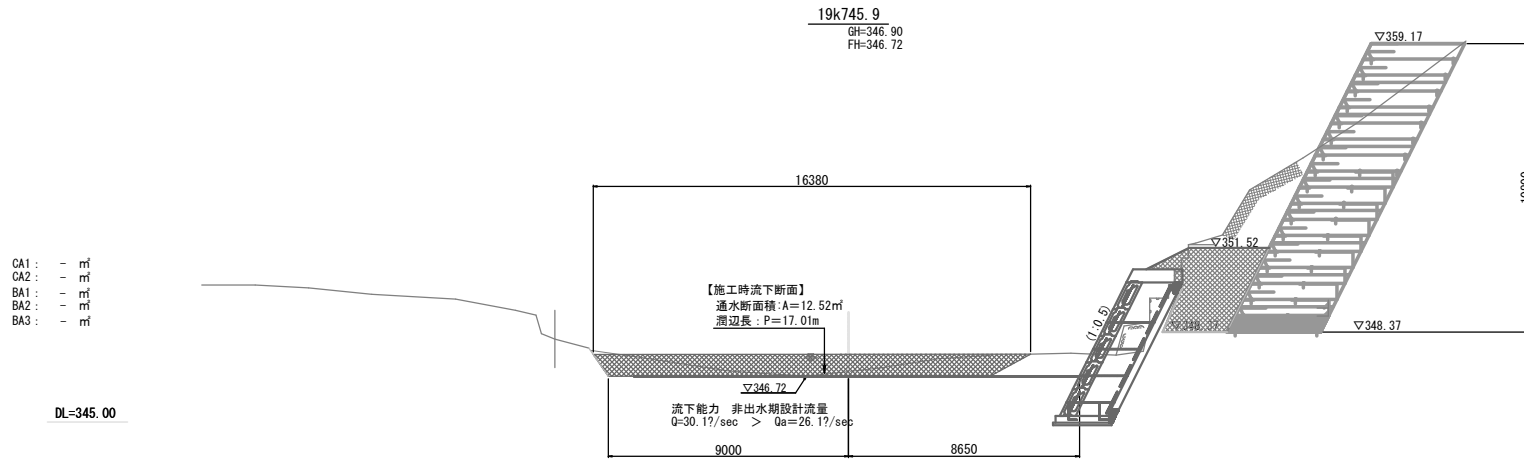 19k745.9
GH=346.90
FH=346.72
▽359.17
16380
▽351.52
CA1 : - ㎡
CA2 : - ㎡
BA1 : - ㎡
BA2 : - ㎡
BA3 : - ㎡
【施工時流下断面】
通水断面積:A=12.52㎡
潤辺長:P=17.01m
(1:0.5)
▽348.37
▽348.37
▽346.72
DL=345.00
流下能力 非出水期設計流量
Q=30.1?/sec > Qa=26.1?/sec
9000
8650